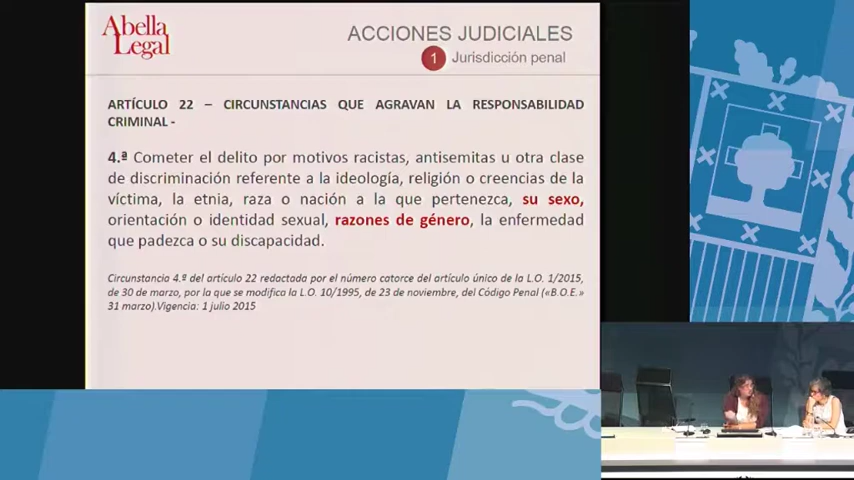 Abella
Legal
ACCIONES JUDICIALES
1 Jurisdicción penal
ARTÍCULO 22 – CIRCUNSTANCIAS QUE AGRAVAN LA RESPONSABILIDAD
CRIMINAL -
4.ª Cometer el delito por motivos racistas, antisemitas u otra clase
de discriminación referente a la ideología, religión o creencias de la
víctima, la etnia, raza o nación a la que pertenezca, su sexo,
orientación o identidad sexual, razones de género, la enfermedad
que padezca o su discapacidad.
Circunstancia 4.ª del artículo 22 redactada por el número catorce del artículo único de la L.O. 1/2015,
de 30 de marzo, por la que se modifica la L.O. 10/1995, de 23 de noviembre, del Código Penal («B.O.E.»
31 marzo).Vigencia: 1 julio 2015